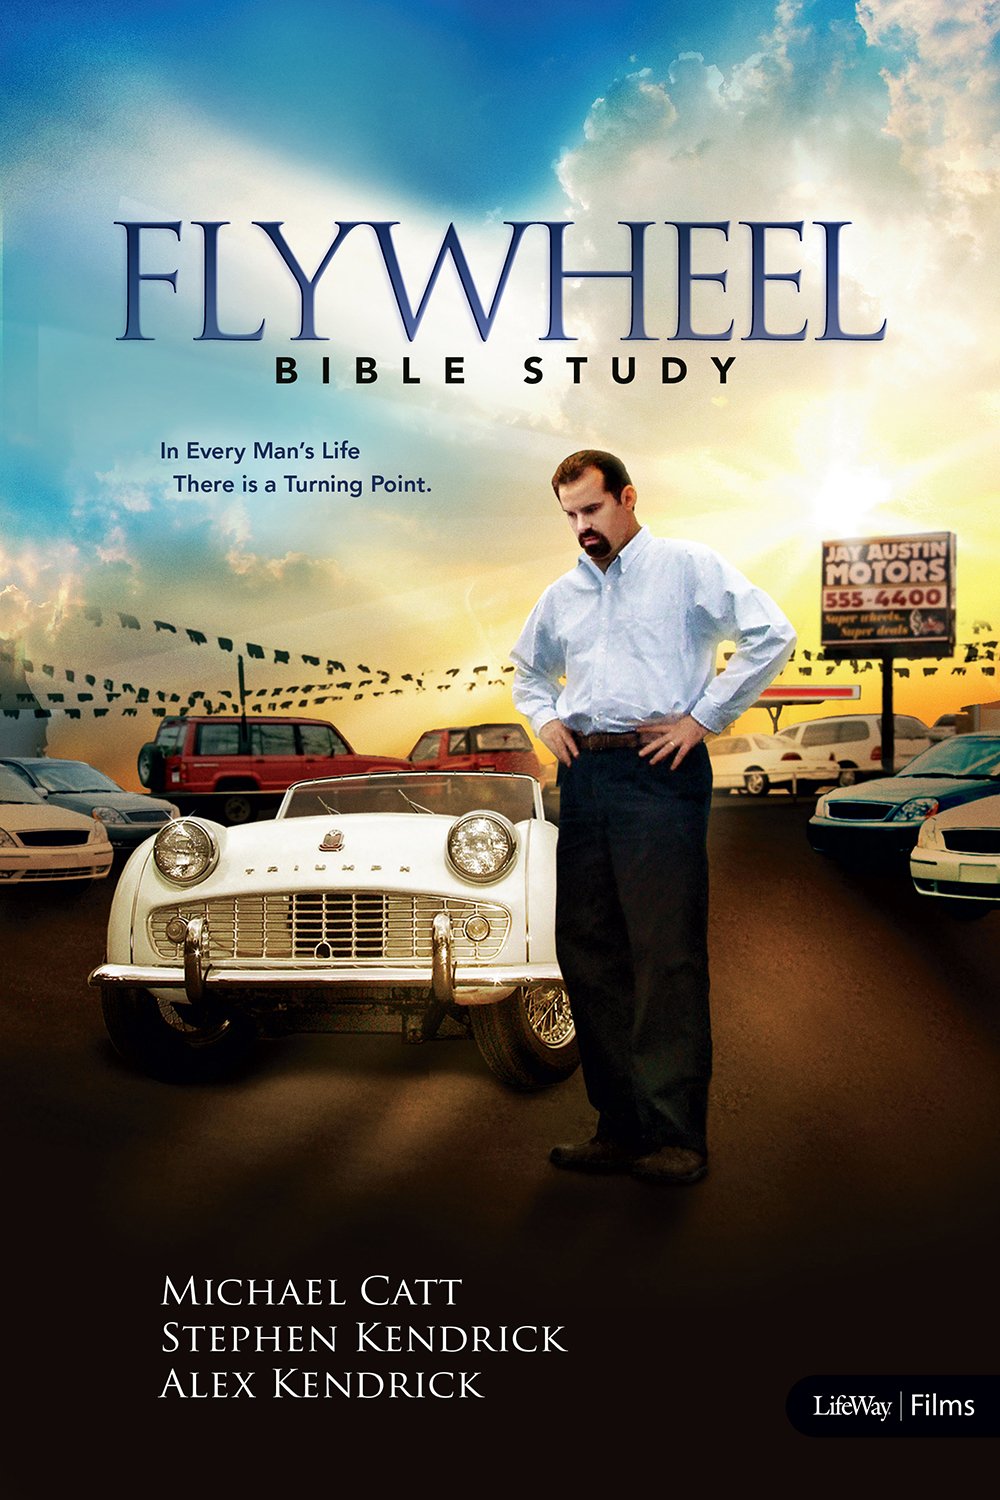 FLYWHEEL
BIBLE STUDY
In Every Man's Life
There is a Turning Point.
JAY AUSTIN
MOTORS
555-4400
Super wheels..
Super deals
TRIUMPH
MICHAEL CATT
STEPHEN KENDRICK
ALEX KENDRICK
LifeWay | Films